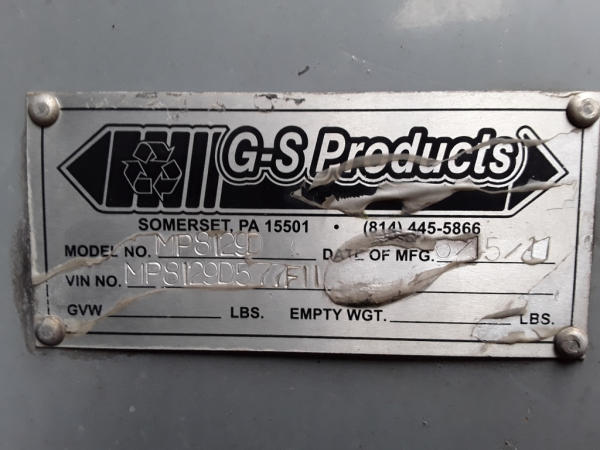 G-S Products
SOMERSET, PA 15501 • (814) 445-5866
MODEL NO. MP8129D DATE OF MFG.
VIN NO.
GVW LBS. EMPTY WGT. LBS.